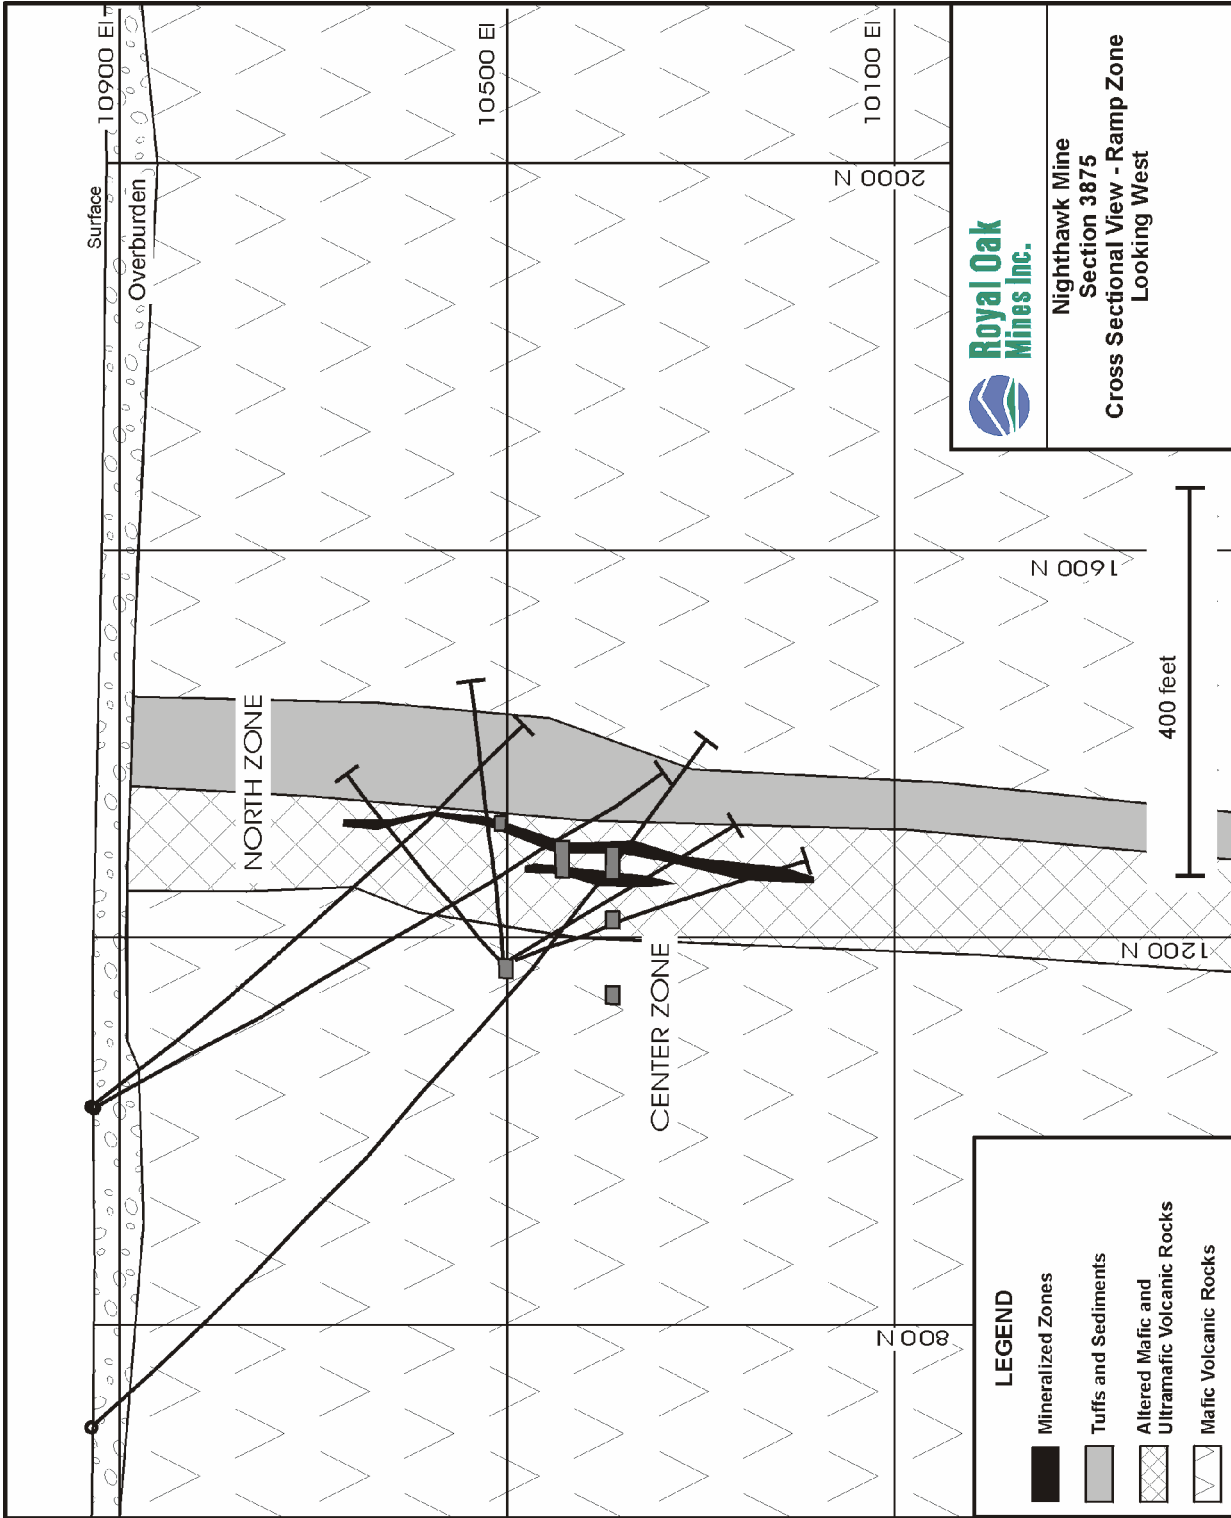 10900 El
10500 El
10100 El
Surface
Overburden
2000 N
1600 N
1200 N
800 N
NORTH ZONE
CENTER ZONE
400 feet
Royal Oak
Mines Inc.
Nighthawk Mine
Section 3875
Cross Sectional View - Ramp Zone
Looking West
LEGEND
Mineralized Zones
Tuffs and Sediments
Altered Mafic and
Ultramafic Volcanic Rocks
Mafic Volcanic Rocks